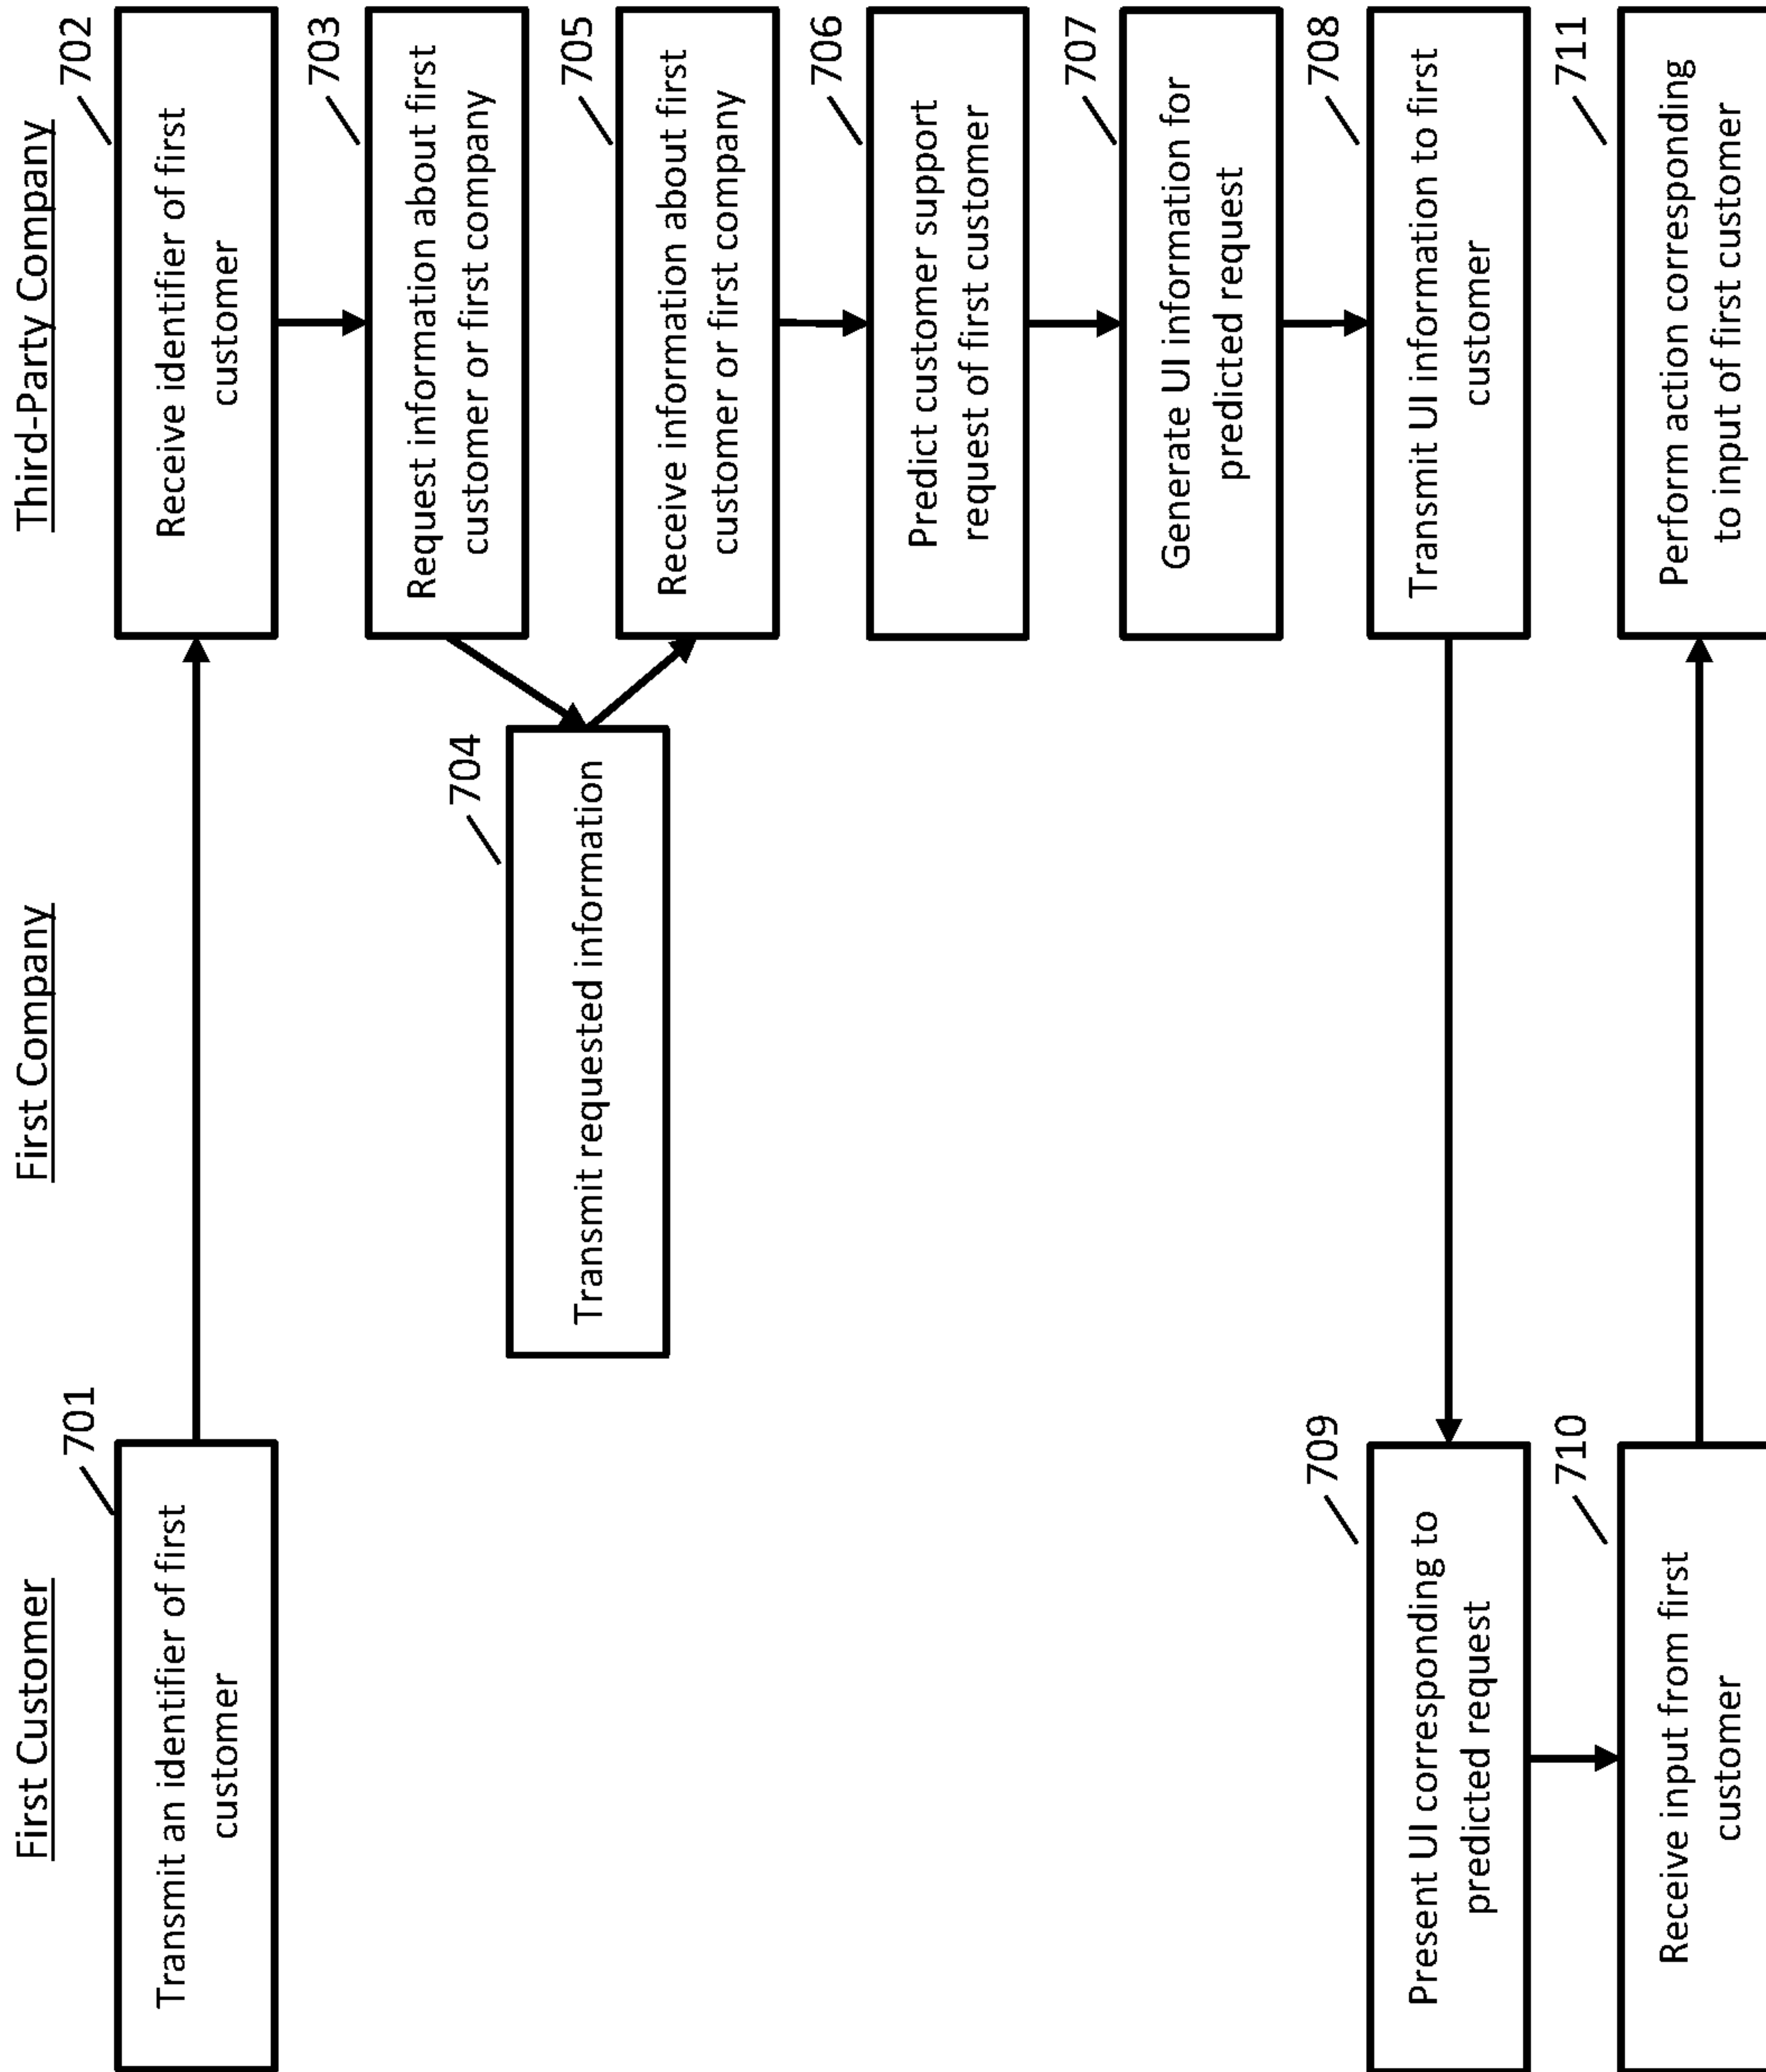 First Customer
First Company
Third-Party Company
701
Transmit an identifier of first
customer
702
Receive identifier of first
customer
703
Request information about first
customer or first company
704
Transmit requested information
705
Receive information about first
customer or first company
706
Predict customer support
request of first customer
707
Generate UI information for
predicted request
708
Transmit UI information to first
customer
709
Present UI corresponding to
predicted request
710
Receive input from first
customer
711
Perform action corresponding
to input of first customer